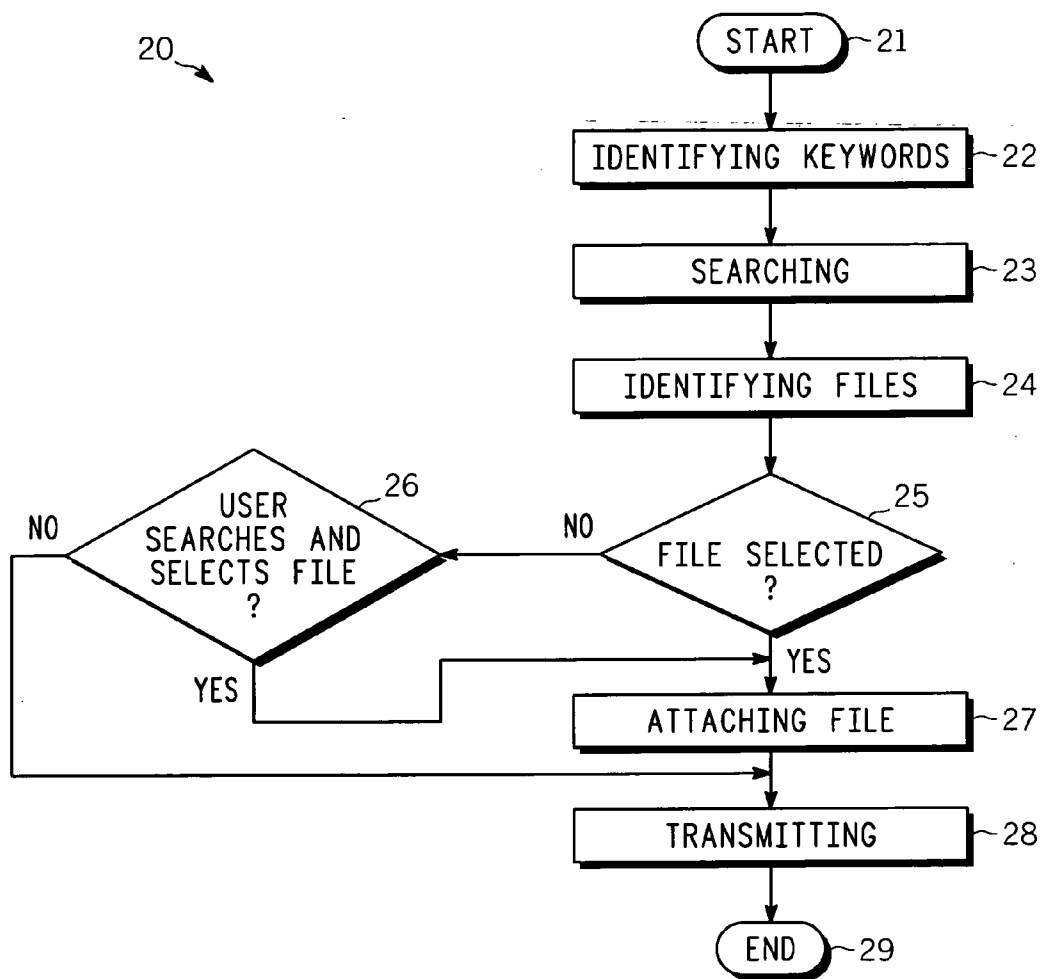 20
START
21
IDENTIFYING KEYWORDS
22
SEARCHING
23
IDENTIFYING FILES
24
FILE SELECTED
?
25
NO
USER
SEARCHES AND
SELECTS FILE
?
26
NO
YES
YES
ATTACHING FILE
27
TRANSMITTING
28
END
29